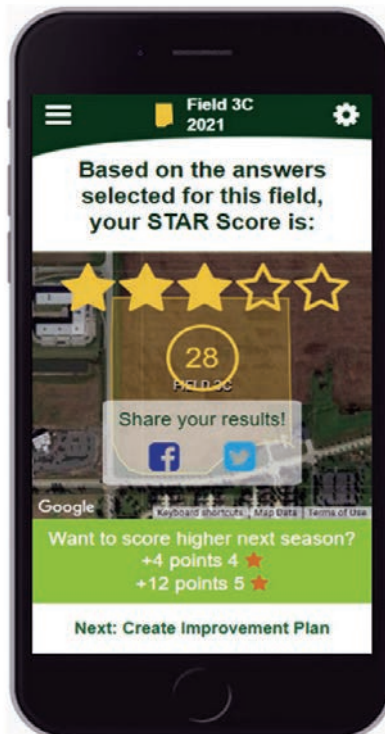 Field 3C
2021
Based on the answers
selected for this field,
your STAR Score is:
28
FIELD 3C
Share your results!
Google
Keyboard shortcuts
Map Data
Terms of Use
Want to score higher next season?
+4 points 4
+12 points 5
Next: Create Improvement Plan